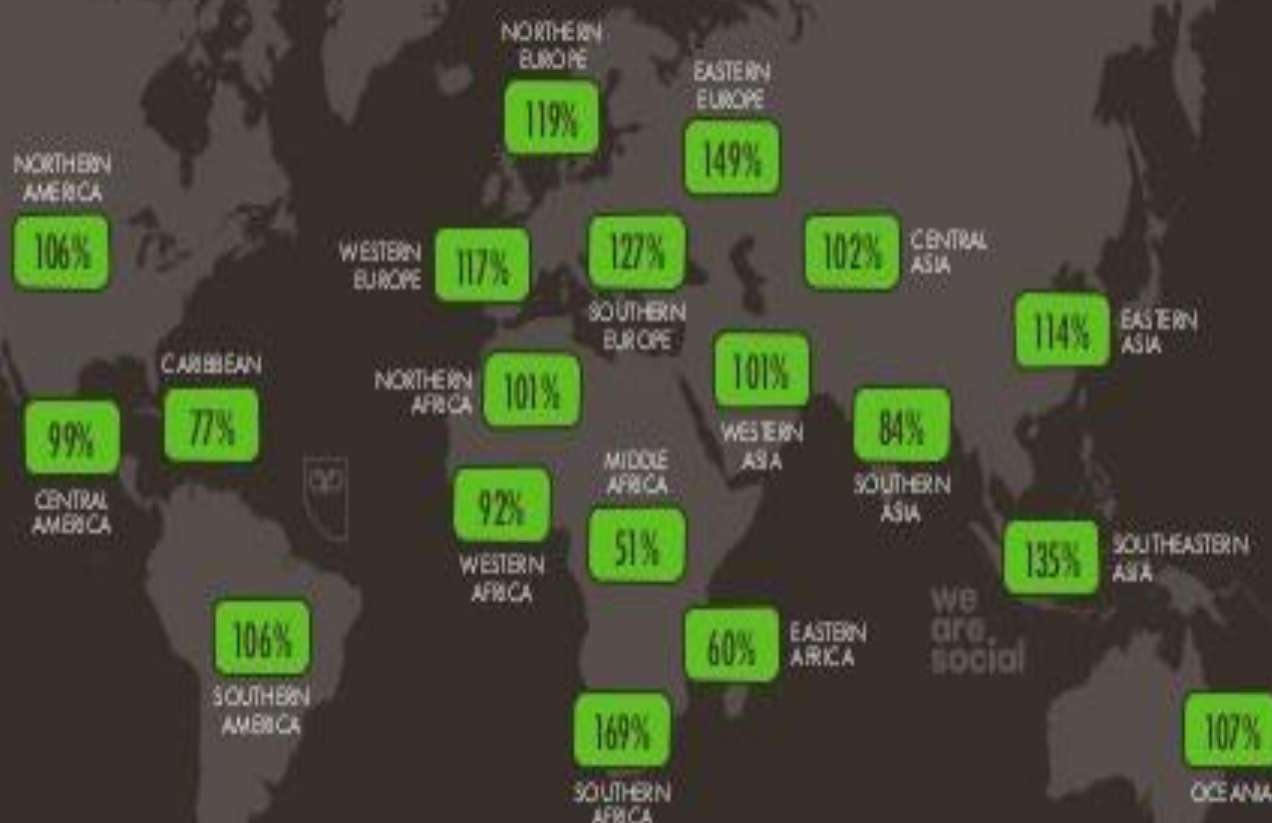 NORTHERN
EUROPE
119%
EASTERN
EUROPE
149%
NORTHERN
AMERICA
106%
WESTERN
EUROPE
117%
127%
SOUTHERN
EUROPE
102%
CENTRAL
ASIA
114%
EASTERN
ASIA
CARIBBEAN
77%
99%
CENTRAL
AMERICA
NORTHERN
AFRICA
101%
101%
WESTERN
ASIA
84%
SOUTHERN
ASIA
92%
WESTERN
AFRICA
MIDDLE
AFRICA
51%
135%
SOUTHEASTERN
ASIA
we
are.
social
106%
SOUTHERN
AMERICA
60%
EASTERN
AFRICA
169%
SOUTHERN
AFRICA
107%
OCEANIA